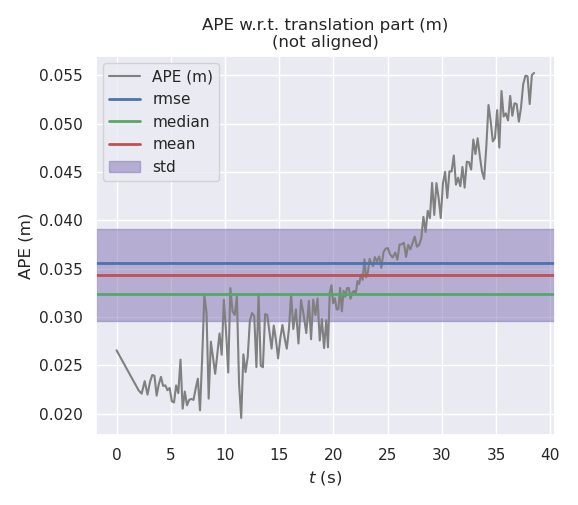 APE w.r.t. translation part (m)
(not aligned)
APE (m)
rmse
median
mean
std
0.055
0.050
0.045
0.040
0.035
0.030
0.025
0.020
APE (m)
0 5 10 15 20 25 30 35 40
t (s)